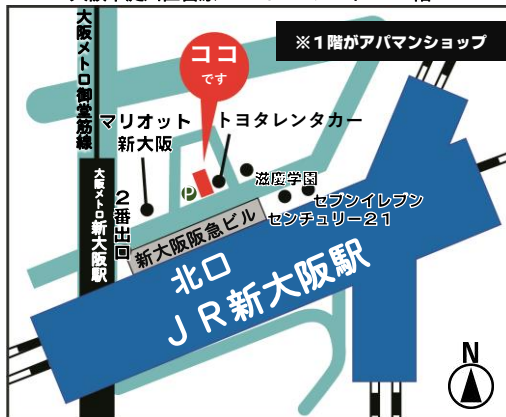 ※１階がアパマンショップ
ココ
です
大阪メトロ御堂筋線
マリオット
新大阪
トヨタレンタカー
滋慶学園
セブンイレブン
センチュリー２１
P
大阪メトロ新大阪駅
２番出口
新大阪阪急ビル
北口
ＪＲ新大阪駅
N